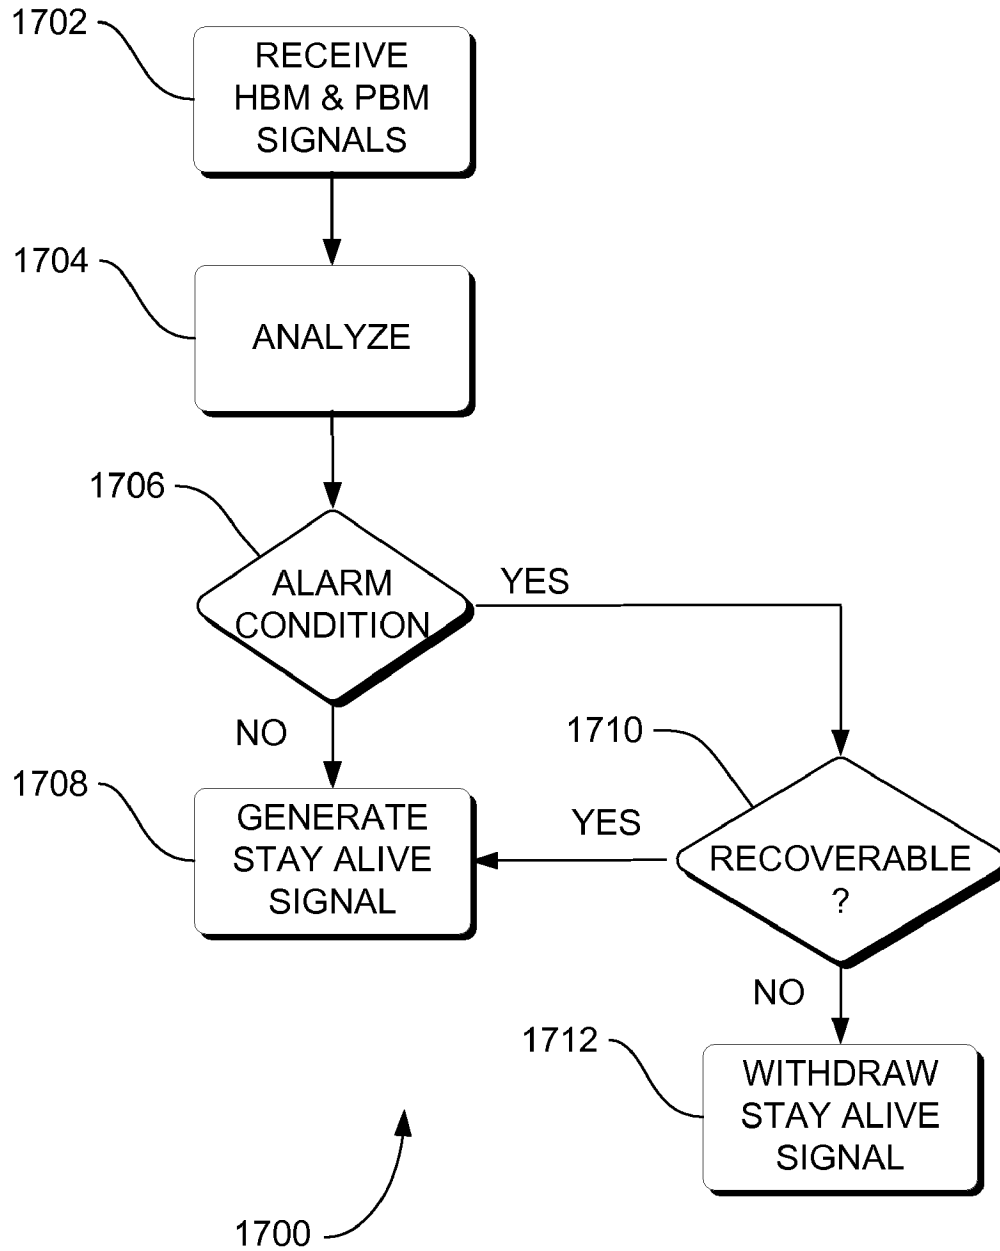 1702
RECEIVE
HBM & PBM
SIGNALS
1704
ANALYZE
1706
ALARM
CONDITION
YES
NO
1710
1708
GENERATE
STAY ALIVE
SIGNAL
YES
RECOVERABLE
?
NO
1712
WITHDRAW
STAY ALIVE
SIGNAL
1700